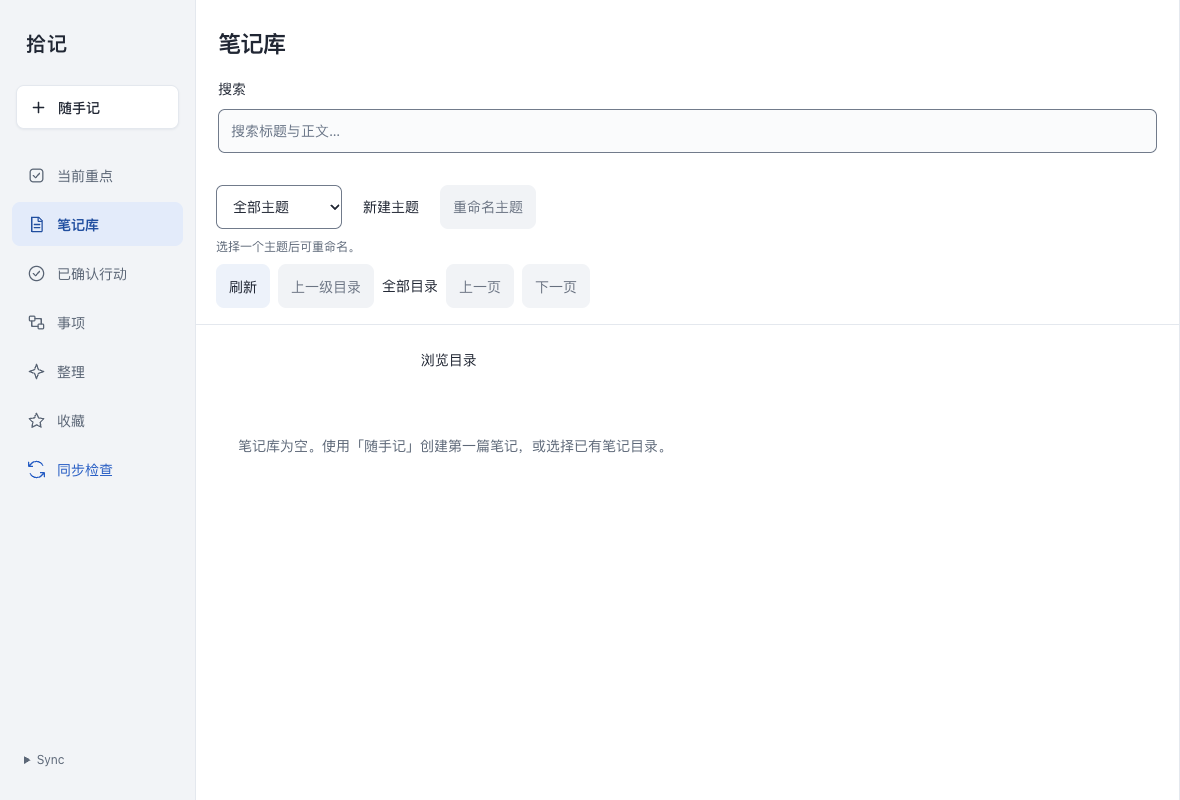 拾记
随手记
当前重点
笔记库
已确认行动
事项
整理
收藏
同步检查
Sync
笔记库
搜索
搜索标题与正文...
全部主题 新建主题 重命名主题
选择一个主题后可重命名。
刷新 上一级目录 全部目录 上一页 下一页
浏览目录
笔记库为空。使用「随手记」创建第一篇笔记，或选择已有笔记目录。